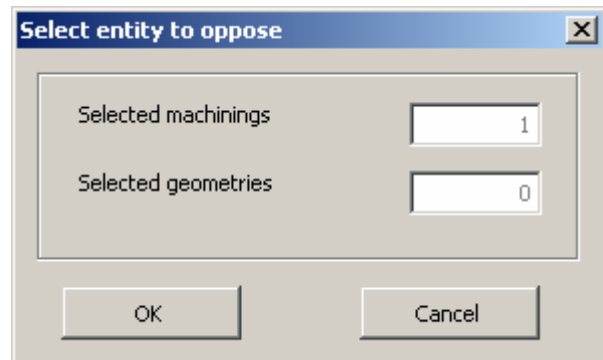 Select entity to oppose
Selected machinings 1
Selected geometries 0
OK Cancel